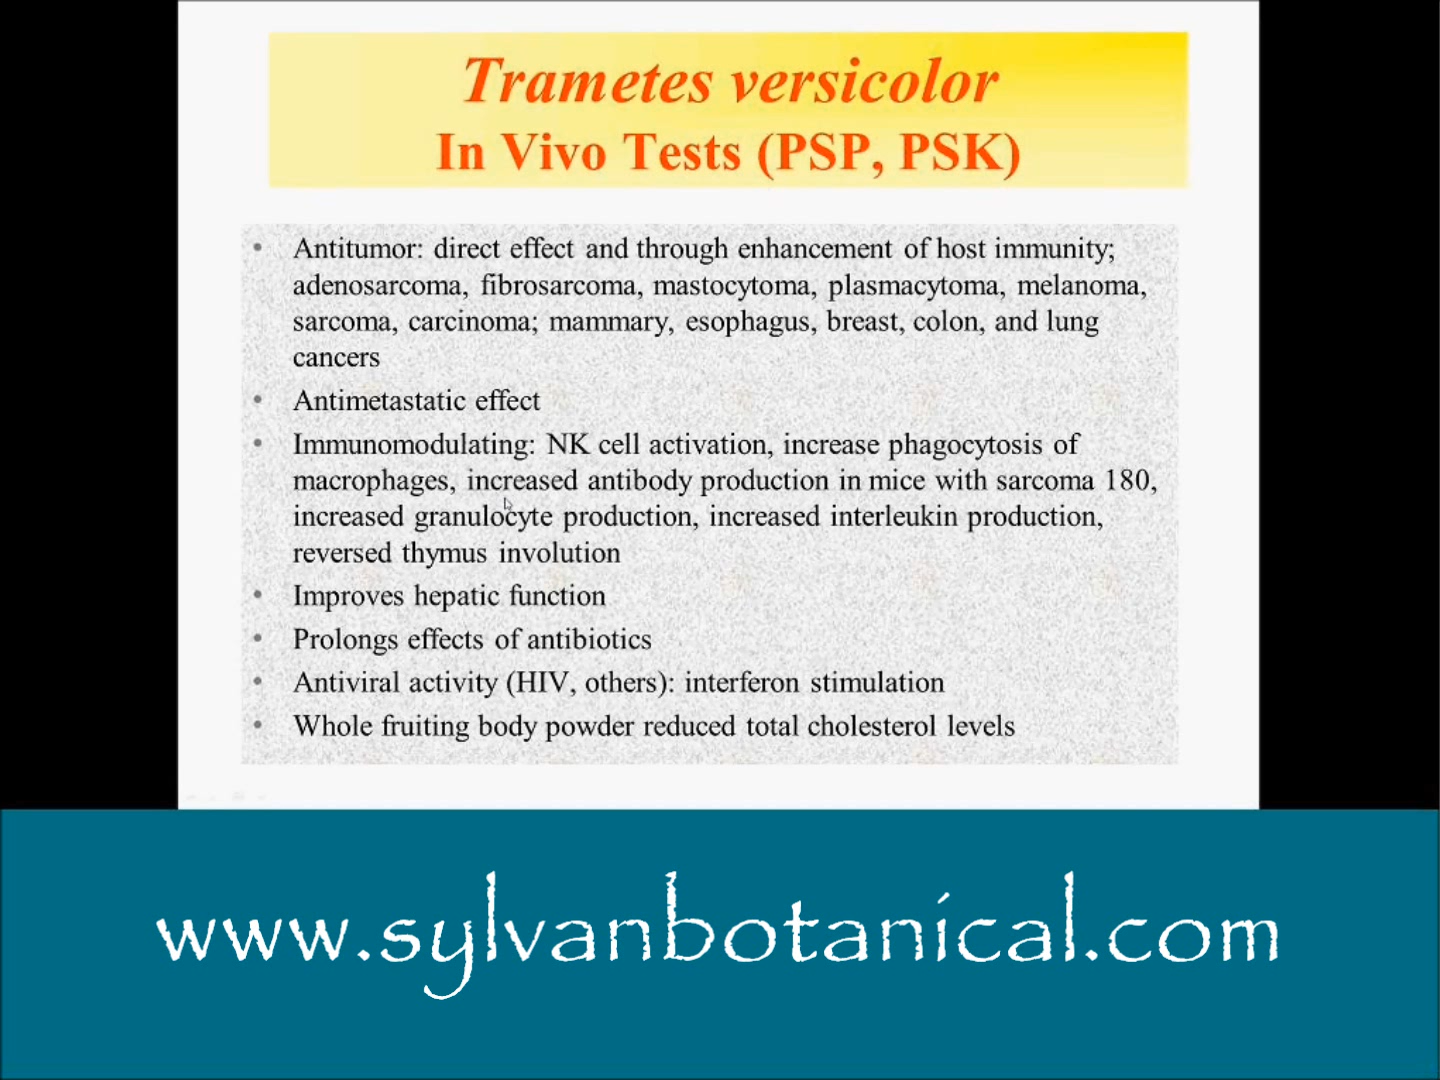 Trametes versicolor
In Vivo Tests (PSP, PSK)
• Antitumor: direct effect and through enhancement of host immunity;
adenosarcoma, fibrosarcoma, mastocytoma, plasmacytoma, melanoma,
sarcoma, carcinoma; mammary, esophagus, breast, colon, and lung
cancers
• Antimetastatic effect
• Immunomodulating: NK cell activation, increase phagocytosis of
macrophages, increased antibody production in mice with sarcoma 180,
increased granulocyte production, increased interleukin production,
reversed thymus involution
• Improves hepatic function
• Prolongs effects of antibiotics
• Antiviral activity (HIV, others): interferon stimulation
• Whole fruiting body powder reduced total cholesterol levels
www.sylvanbotanical.com